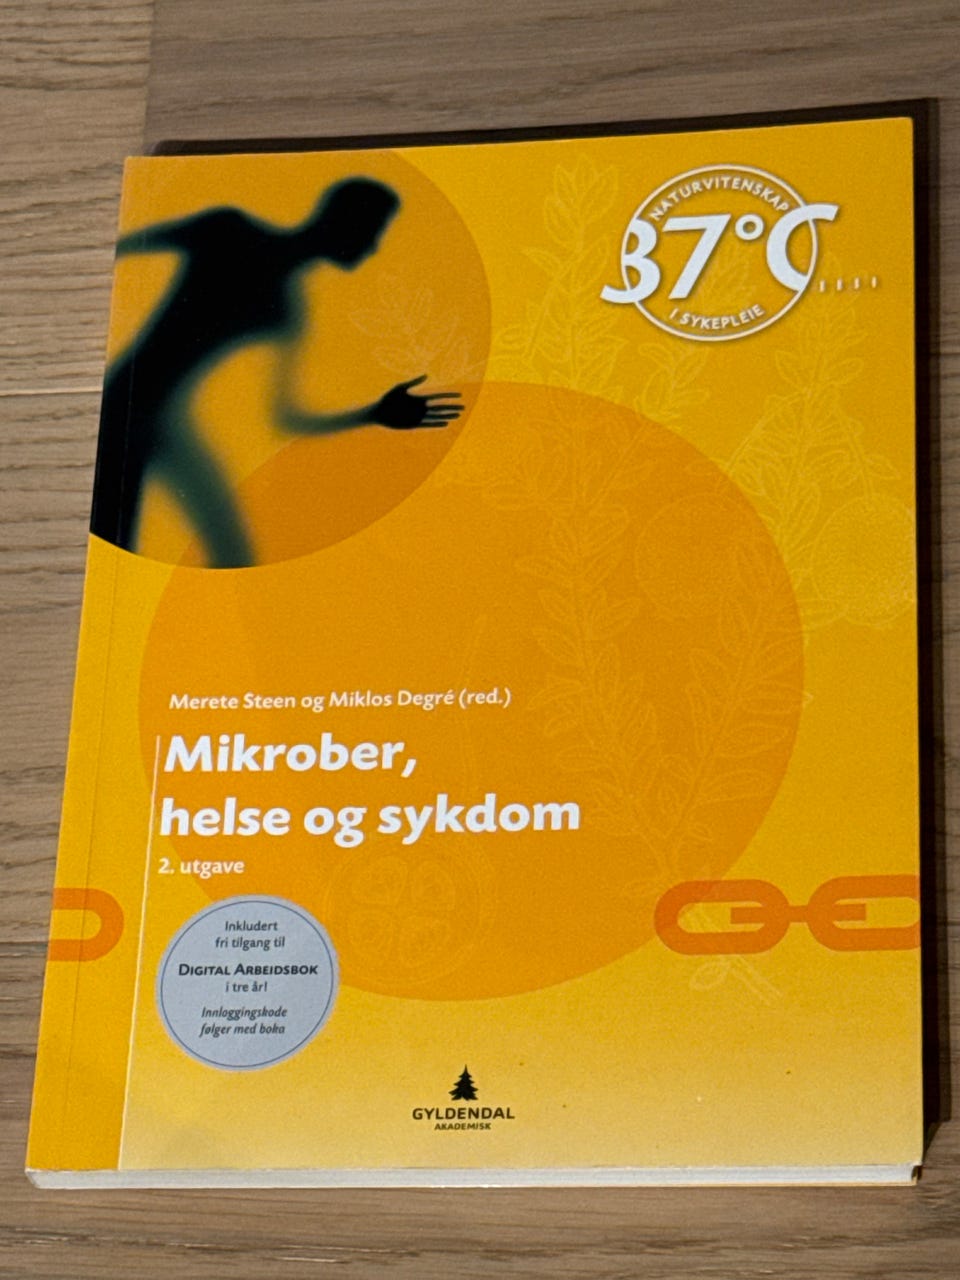 NATURVITENSKAP
37°C
I SYKEPLEIE
Merete Steen og Miklos Degré (red.)
Mikrober,
helse og sykdom
2. utgave
Inkludert
fri tilgang til
DIGITAL ARBEIDSBOK
i tre år!
Innloggingskode
følger med boka
GYLDENDAL
AKADEMISK